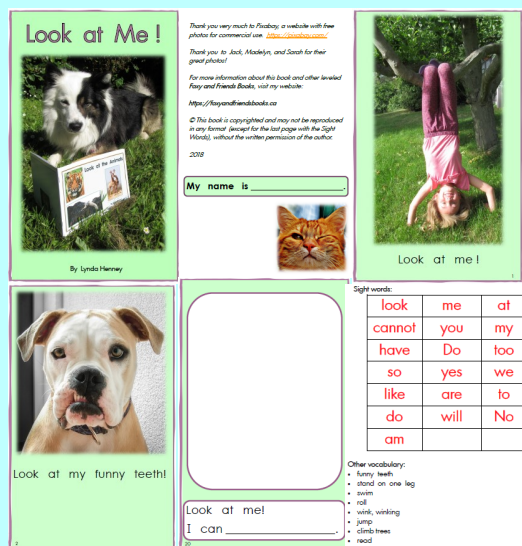 Look at Me !
Look at the Animals
By Lynda Henney
Thank you very much to Pixabay, a website with free
photos for commercial use. https://pixabay.com/
Thank you to Jack, Madelyn, and Sarah for their
great photos!
For more information about this book and other leveled
Foxy and Friends Books, visit my website:
https://foxyandfriendsbooks.ca
© This book is copyrighted and may not be reproduced
in any format (except for the last page with the Sight
Words), without the written permission of the author.
2018
My name is ____________________.
Look at me !
1
Look at my funny teeth!
2
Look at me!
I can ____________________.
20
Sight words:
look me at
cannot you my
have Do too
so yes we
like are to
do will No
am
Other vocabulary:
• funny teeth
• stand on one leg
• swim
• roll
• wink, winking
• jump
• climb trees
• read